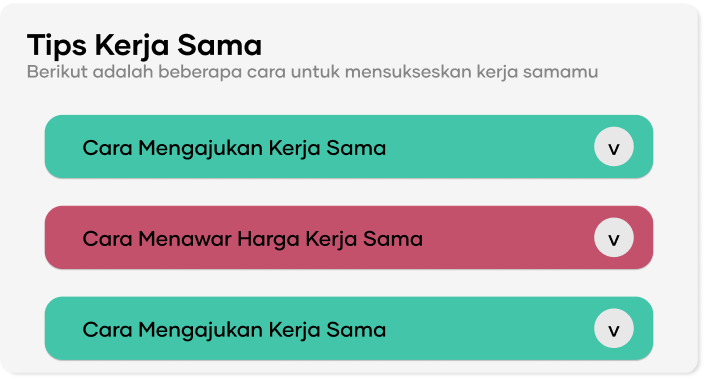 Tips Kerja Sama
Berikut adalah beberapa cara untuk mensukseskan kerja samamu
Cara Mengajukan Kerja Sama v
Cara Menawar Harga Kerja Sama v
Cara Mengajukan Kerja Sama v